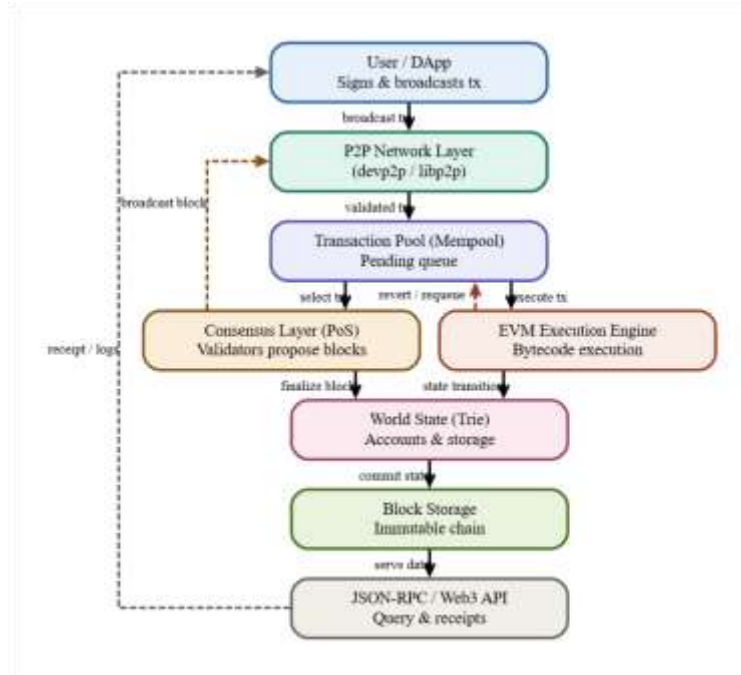 User / DApp
Signs & broadcasts tx
broadcast tx
P2P Network Layer
(devp2p / libp2p)
broadcast block
validated tx
Transaction Pool (Mempool)
Pending queue
select tx
revert / requeue
execute tx
Consensus Layer (PoS)
Validators propose blocks
EVM Execution Engine
Bytecode execution
receipt / logs
finalize block
state transition
World State (Trie)
Accounts & storage
commit state
Block Storage
Immutable chain
serve data
JSON-RPC / Web3 API
Query & receipts